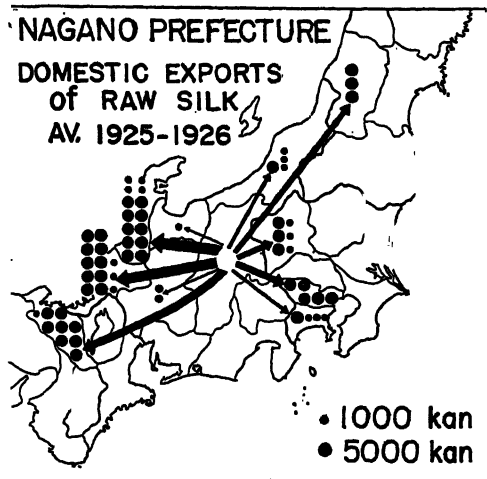 NAGANO PREFECTURE
DOMESTIC EXPORTS
of RAW SILK
AV. 1925-1926
1000 kan
5000 kan